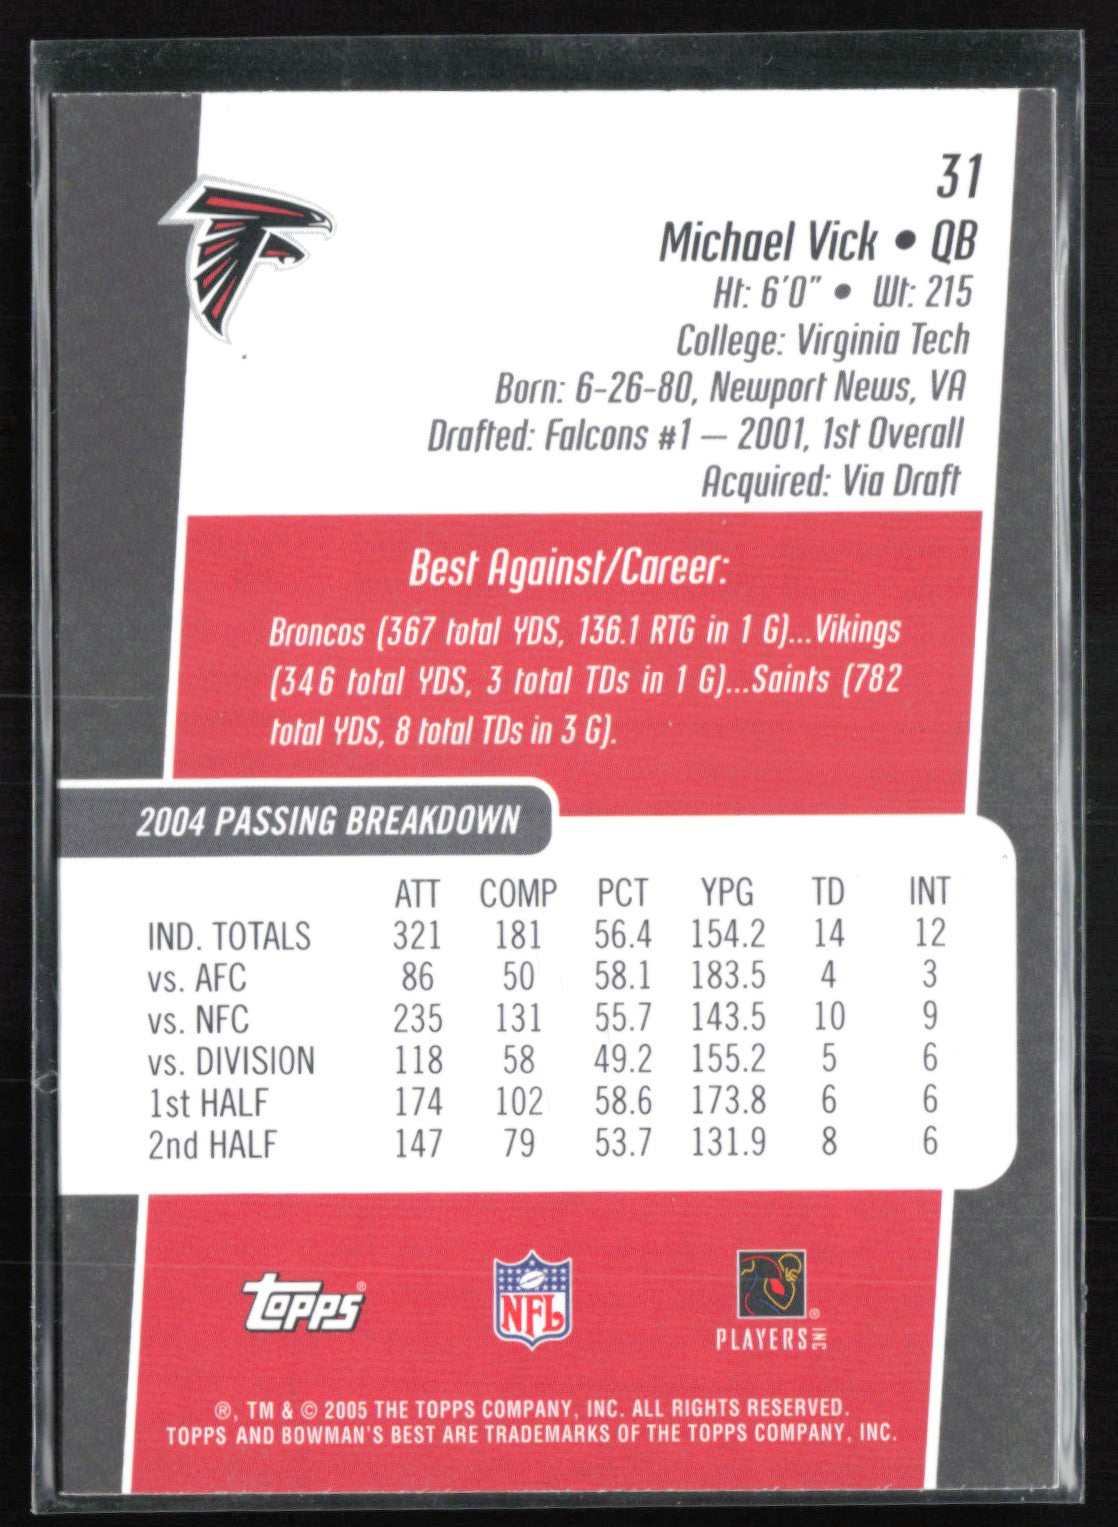 31
Michael Vick • QB
Ht: 6'0" • Wt: 215
College: Virginia Tech
Born: 6-26-80, Newport News, VA
Drafted: Falcons #1 – 2001, 1st Overall
Acquired: Via Draft
Best Against/Career:
Broncos (367 total YDS, 136.1 RTG in 1 G)...Vikings
(346 total YDS, 3 total TDs in 1 G)...Saints (782
total YDS, 8 total TDs in 3 G).
2004 PASSING BREAKDOWN
ATT COMP PCT YPG TD INT
IND. TOTALS 321 181 56.4 154.2 14 12
vs. AFC 86 50 58.1 183.5 4 3
vs. NFC 235 131 55.7 143.5 10 9
vs. DIVISION 118 58 49.2 155.2 5 6
1st HALF 174 102 58.6 173.8 6 6
2nd HALF 147 79 53.7 131.9 8 6
Topps®
NFL
® PLAYERS INC
®, TM & © 2005 THE TOPPS COMPANY, INC. ALL RIGHTS RESERVED.
TOPPS AND BOWMAN'S BEST ARE TRADEMARKS OF THE TOPPS COMPANY, INC.